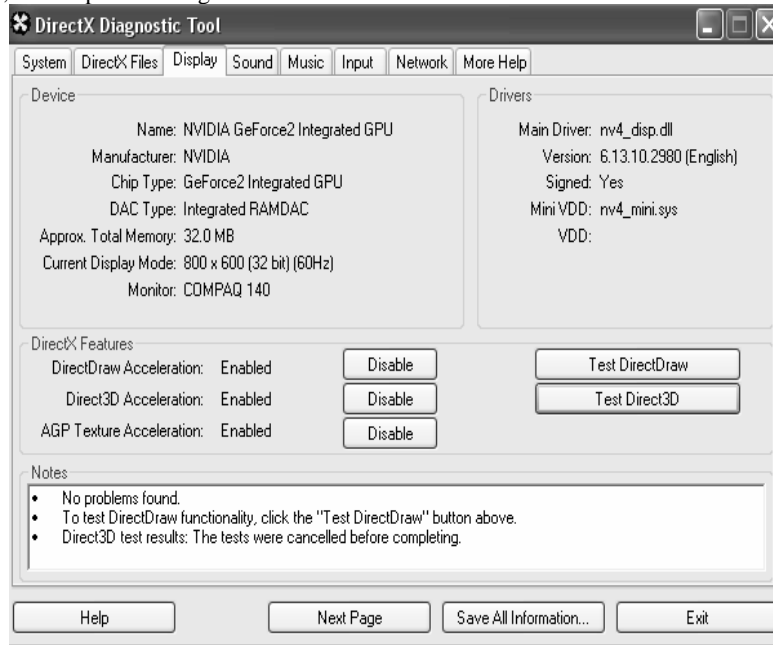 DirectX Diagnostic Tool
System DirectX Files Display Sound Music Input Network More Help
Device
Name: NVIDIA GeForce2 Integrated GPU
Manufacturer: NVIDIA
Chip Type: GeForce2 Integrated GPU
DAC Type: Integrated RAMDAC
Approx. Total Memory: 32.0 MB
Current Display Mode: 800 x 600 (32 bit) (60Hz)
Monitor: COMPAQ 140
Drivers
Main Driver: nv4_disp.dll
Version: 6.13.10.2980 (English)
Signed: Yes
Mini VDD: nv4_mini.sys
VDD:
DirectX Features
DirectDraw Acceleration: Enabled Disable Test DirectDraw
Direct3D Acceleration: Enabled Disable Test Direct3D
AGP Texture Acceleration: Enabled Disable
Notes
• No problems found.
• To test DirectDraw functionality, click the "Test DirectDraw" button above.
• Direct3D test results: The tests were cancelled before completing.
Help Next Page Save All Information... Exit